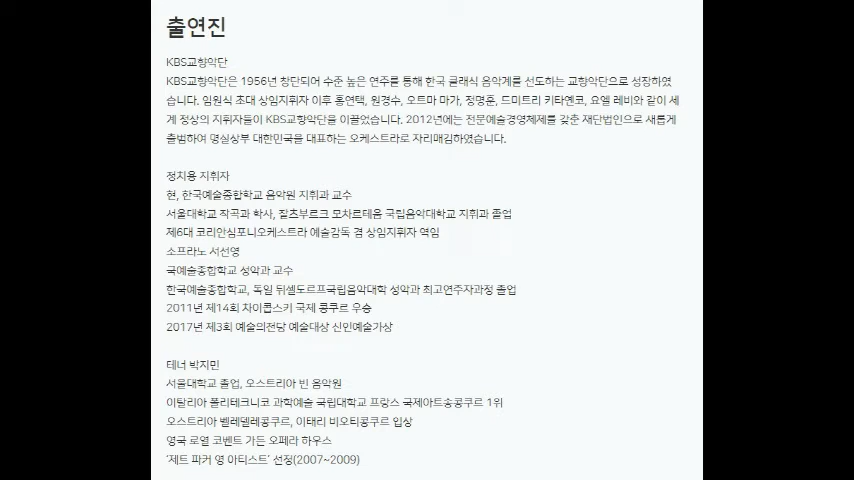 출연진
KBS교향악단
KBS교향악단은 1956년 창단되어 수준 높은 연주를 통해 한국 클래식 음악계를 선도하는 교향악단으로 성장하였
습니다. 임원식 초대 상임지휘자 이후 홍연택, 원경수, 오트마 마가, 정명훈, 드미트리 키타옌코, 요엘 레비와 같이 세
계 정상의 지휘자들이 KBS교향악단을 이끌었습니다. 2012년에는 전문예술경영체제를 갖춘 재단법인으로 새롭게
출범하여 명실상부 대한민국을 대표하는 오케스트라로 자리매김하였습니다.
정치용 지휘자
현, 한국예술종합학교 음악원 지휘과 교수
서울대학교 작곡과 학사, 잘츠부르크 모차르테움 국립음악대학교 지휘과 졸업
제6대 코리안심포니오케스트라 예술감독 겸 상임지휘자 역임
소프라노 서선영
국예술종합학교 성악과 교수
한국예술종합학교, 독일 뒤셀도르프국립음악대학 성악과 최고연주자과정 졸업
2011년 제14회 차이콥스키 국제 콩쿠르 우승
2017년 제3회 예술의전당 예술대상 신인예술가상
테너 박지민
서울대학교 졸업, 오스트리아 빈 음악원
이탈리아 폴리테크니코 과학예술 국립대학교 프랑스 국제아트송콩쿠르 1위
오스트리아 벨레델레콩쿠르, 이태리 비오티콩쿠르 입상
영국 로열 코벤트 가든 오페라 하우스
‘제트 파커 영 아티스트’ 선정(2007~2009)